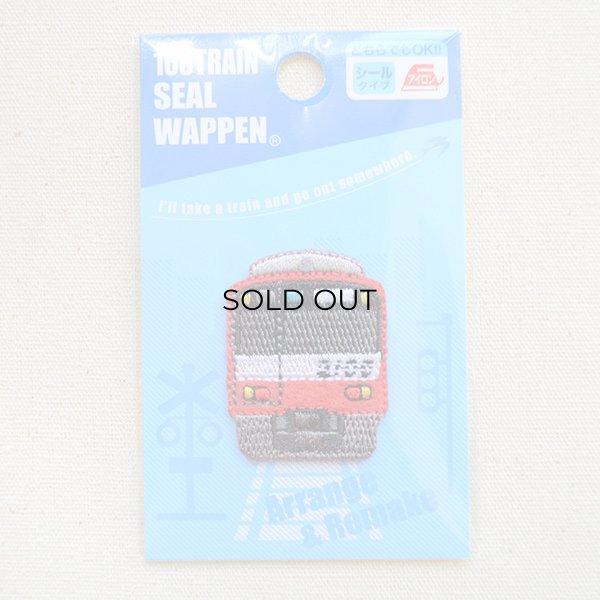 100TRAIN
SEAL
WAPPEN®
どちらでもOK!!
シール
タイプ
アイロン
I'll take a train and go out somewhere.
SOLD OUT
Arrange
& Remake